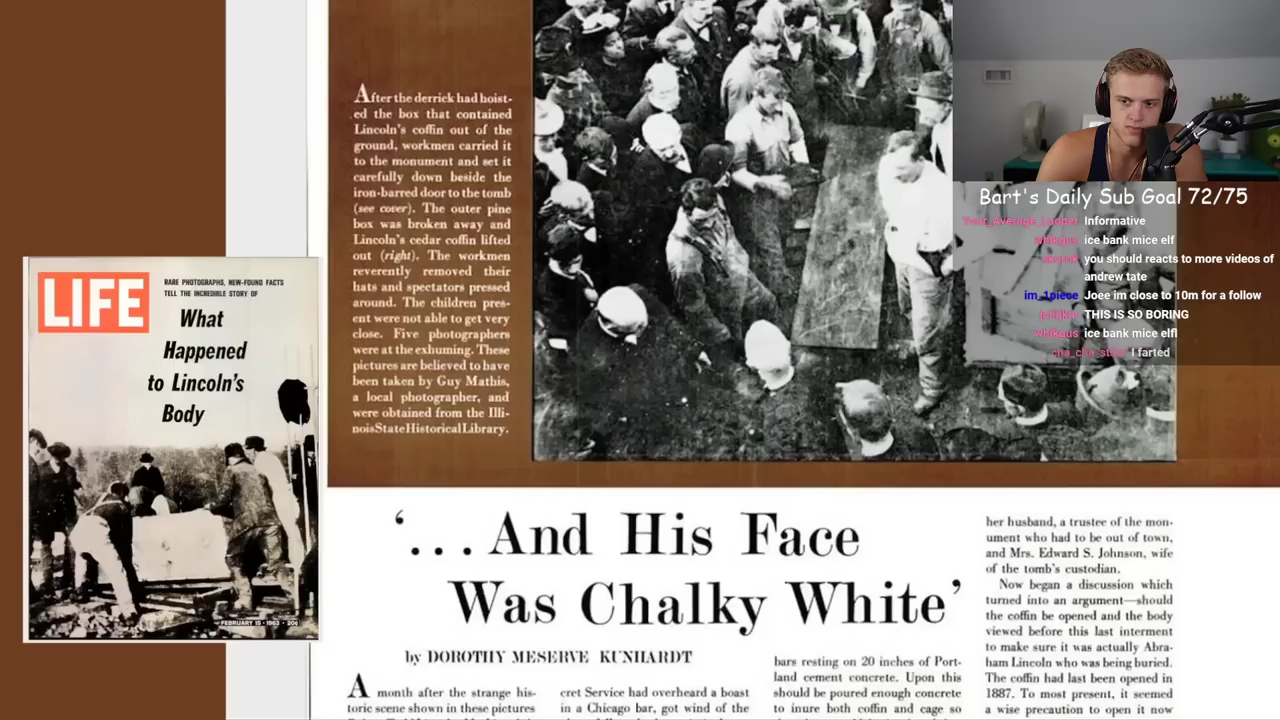 After the derrick had hoist-
ed the box that contained
Lincoln's coffin out of the
ground, workmen carried it
to the monument and set it
carefully down beside the
iron-barred door to the tomb
(see cover). The outer pine
box was broken away and
Lincoln's cedar coffin lifted
out (right). The workmen
reverently removed their
hats and spectators pressed
around. The children pres-
ent were not able to get very
close. Five photographers
were at the exhuming. These
pictures are believed to have
been taken by Guy Mathis,
a local photographer, and
were obtained from the Illi-
nois State Historical Library.
LIFE
RARE PHOTOGRAPHS, NEW-FOUND FACTS
TELL THE INCREDIBLE STORY OF
What
Happened
to Lincoln's
Body
FEBRUARY 15 · 1963 · 20¢
'... And His Face
Was Chalky White'
by DOROTHY MESERVE KUNHARDT
A month after the strange his-
toric scene shown in these pictures
cret Service had overheard a boast
in a Chicago bar, got wind of the
bars resting on 20 inches of Port-
land cement concrete. Upon this
should be poured enough concrete
to inure both coffin and cage so
her husband, a trustee of the mon-
ument who had to be out of town,
and Mrs. Edward S. Johnson, wife
of the tomb's custodian.
Now began a discussion which
turned into an argument—should
the coffin be opened and the body
viewed before this last interment
to make sure it was actually Abra-
ham Lincoln who was being buried.
The coffin had last been opened in
1887. To most present, it seemed
a wise precaution to open it now
Bart's Daily Sub Goal 72/75
Informative
ice bank mice elf
you should reacts to more videos of
andrew tate
im_1piece Joee im close to 10m for a follow
THIS IS SO BORING
ice bank mice elfl
I farted